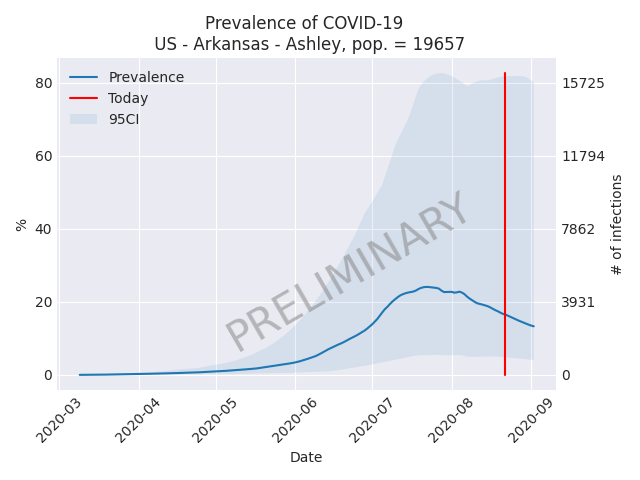 Prevalence of COVID-19
US - Arkansas - Ashley, pop. = 19657
Prevalence
Today
95CI
80
60
40
20
0
%
15725
11794
7862
3931
0
# of infections
PRELIMINARY
2020-03
2020-04
2020-05
2020-06
2020-07
2020-08
2020-09
Date